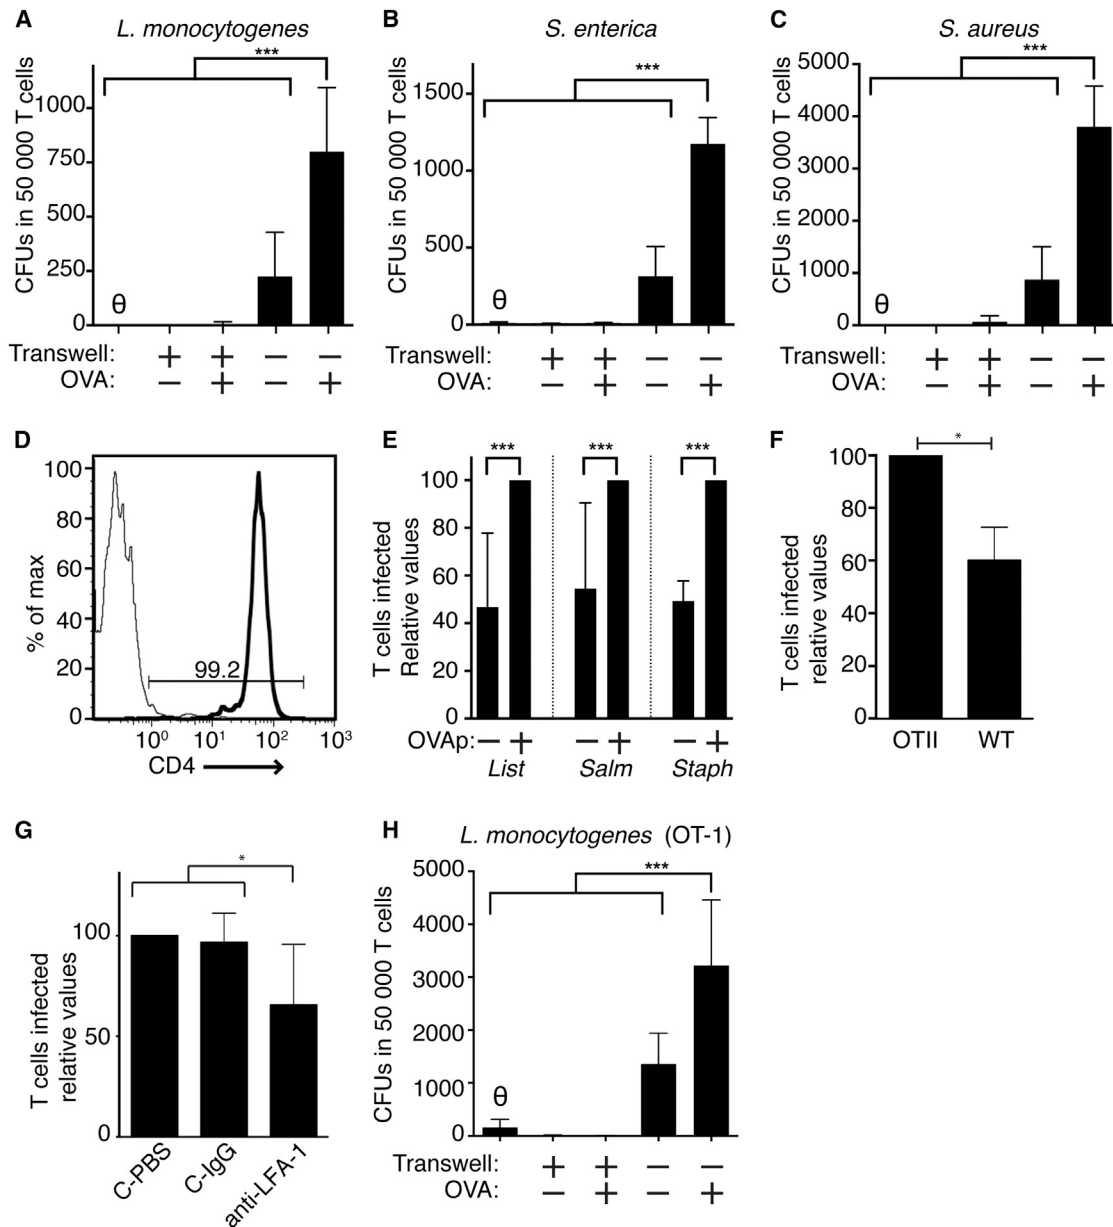 A
L. monocytogenes
CFUs in 50 000 T cells
1000
750
500
250
0
***
θ
Transwell: + + − −
OVA: − + − +
B
S. enterica
CFUs in 50 000 T cells
1500
1000
500
0
***
θ
Transwell: + + − −
OVA: − + − +
C
S. aureus
CFUs in 50 000 T cells
5000
4000
3000
2000
1000
0
***
θ
Transwell: + + − −
OVA: − + − +
D
% of max
100
80
60
40
20
0
99.2
10⁰ 10¹ 10² 10³
CD4
E
T cells infected
Relative values
100
80
60
40
20
0
*** *** ***
OVAp: − + − + − +
List Salm Staph
F
T cells infected
relative values
100
80
60
40
20
0
*
OTII WT
G
T cells infected
relative values
100
50
0
*
C-PBS
C-IgG
anti-LFA-1
H
L. monocytogenes (OT-1)
CFUs in 50 000 T cells
5000
4000
3000
2000
1000
0
***
θ
Transwell: + + − −
OVA: − + − +